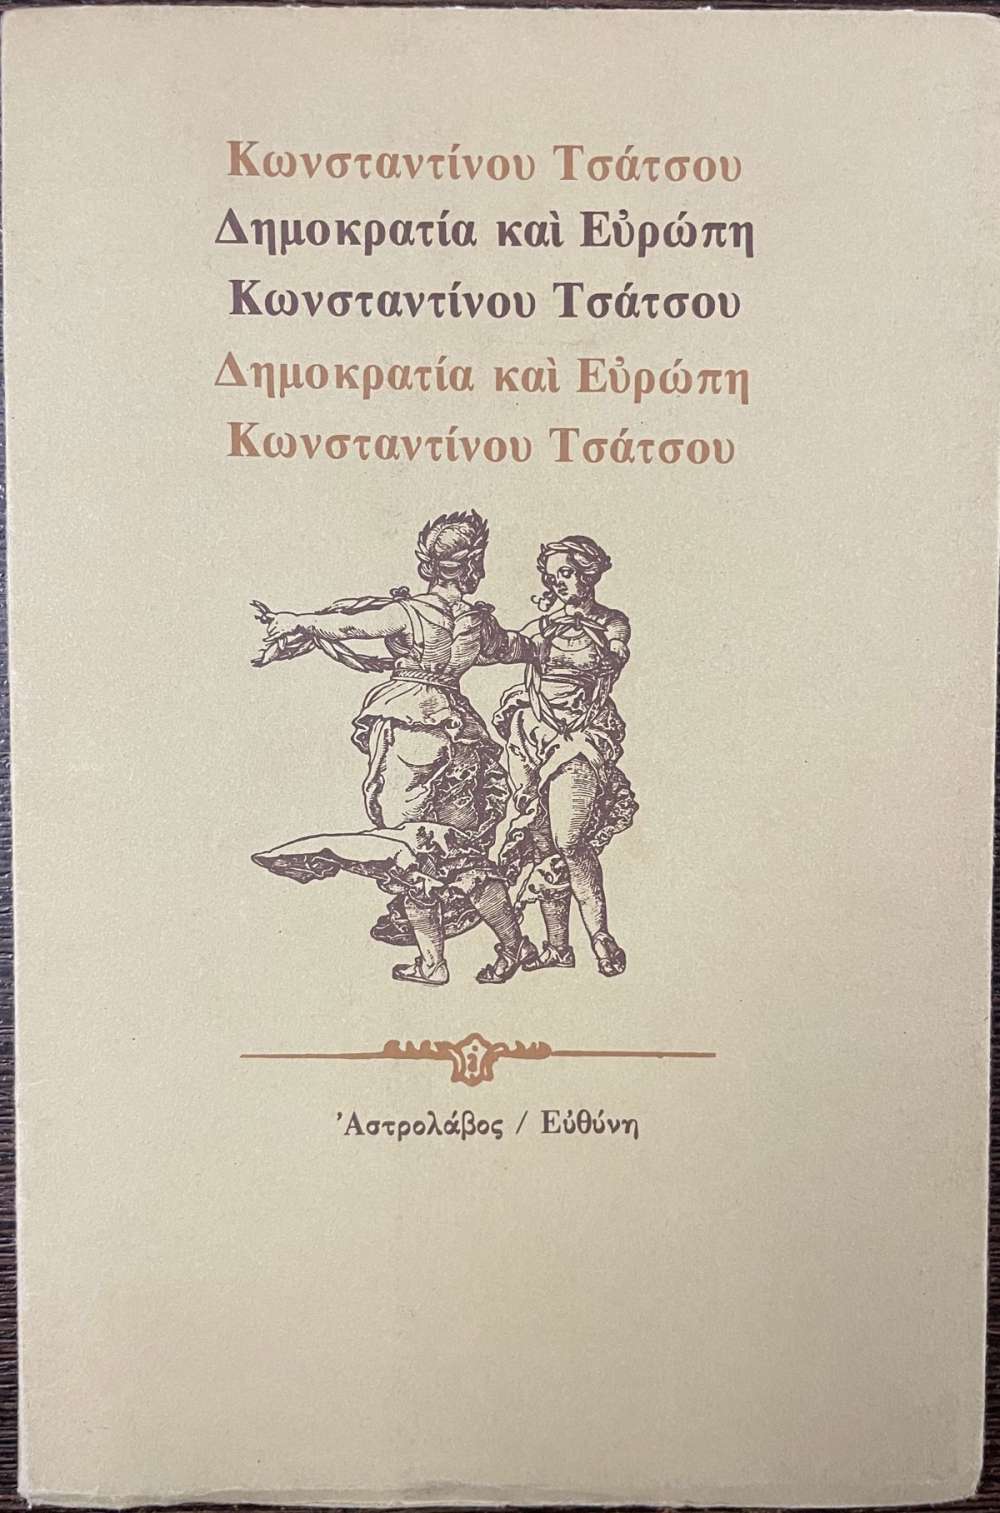 Κωνσταντίνου Τσάτσου
Δημοκρατία καὶ Εὐρώπη
Κωνσταντίνου Τσάτσου
Δημοκρατία καὶ Εὐρώπη
Κωνσταντίνου Τσάτσου
Ἀστρολάβος / Εὐθύνη